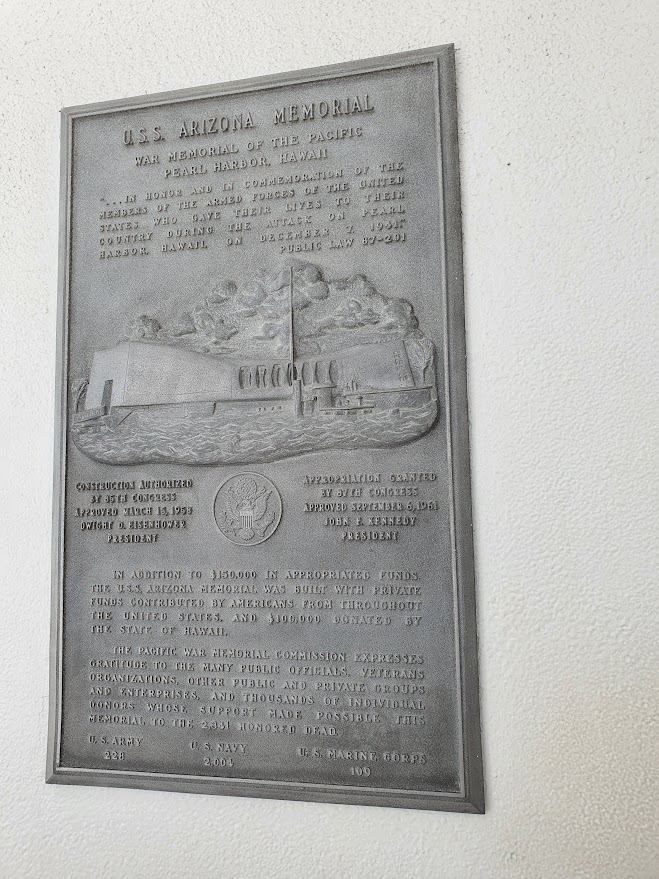 U.S.S. ARIZONA MEMORIAL
WAR MEMORIAL OF THE PACIFIC
PEARL HARBOR, HAWAII
"...IN HONOR AND IN COMMEMORATION OF THE
MEMBERS OF THE ARMED FORCES OF THE UNITED
STATES WHO GAVE THEIR LIVES TO THEIR
COUNTRY DURING THE ATTACK ON PEARL
HARBOR, HAWAII, ON DECEMBER 7, 1941."
PUBLIC LAW 87-201
CONSTRUCTION AUTHORIZED
BY 85TH CONGRESS
APPROVED MARCH 15, 1958
DWIGHT D. EISENHOWER
PRESIDENT
APPROPRIATION GRANTED
BY 87TH CONGRESS
APPROVED SEPTEMBER 6, 1961
JOHN F. KENNEDY
PRESIDENT
IN ADDITION TO $150,000 IN APPROPRIATED FUNDS,
THE U.S.S. ARIZONA MEMORIAL WAS BUILT WITH PRIVATE
FUNDS CONTRIBUTED BY AMERICANS FROM THROUGHOUT
THE UNITED STATES, AND $100,000 DONATED BY
THE STATE OF HAWAII.
THE PACIFIC WAR MEMORIAL COMMISSION EXPRESSES
GRATITUDE TO THE MANY PUBLIC OFFICIALS, VETERANS
ORGANIZATIONS, OTHER PUBLIC AND PRIVATE GROUPS
AND ENTERPRISES, AND THOUSANDS OF INDIVIDUAL
DONORS WHOSE SUPPORT MADE POSSIBLE THIS
MEMORIAL TO THE 2,341 HONORED DEAD.
U. S. ARMY U. S. NAVY U. S. MARINE CORPS
228 2,004 109